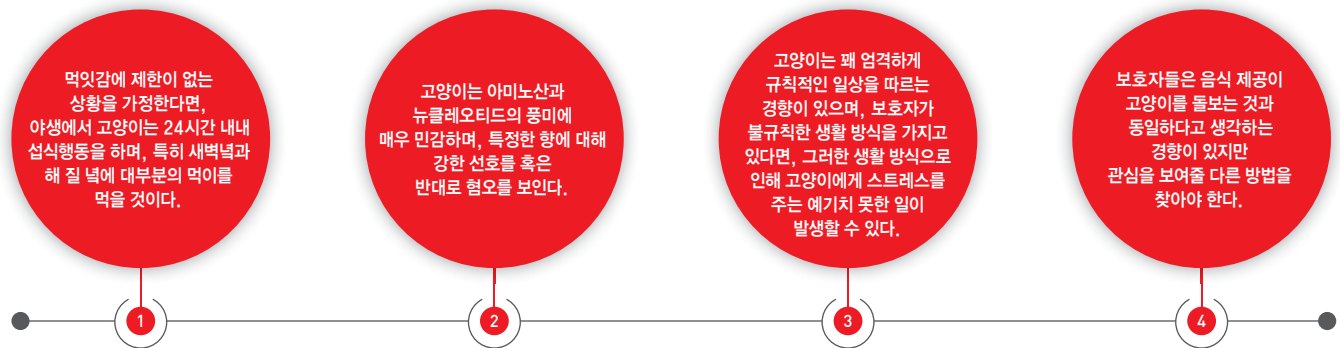 먹잇감에 제한이 없는
상황을 가정한다면,
야생에서 고양이는 24시간 내내
섭식행동을 하며, 특히 새벽녘과
해 질 녘에 대부분의 먹이를
먹을 것이다.
1
고양이는 아미노산과
뉴클레오티드의 풍미에
매우 민감하며, 특정한 향에 대해
강한 선호를 혹은
반대로 혐오를 보인다.
2
고양이는 꽤 엄격하게
규칙적인 일상을 따르는
경향이 있으며, 보호자가
불규칙한 생활 방식을 가지고
있다면, 그러한 생활 방식으로
인해 고양이에게 스트레스를
주는 예기치 못한 일이
발생할 수 있다.
3
보호자들은 음식 제공이
고양이를 돌보는 것과
동일하다고 생각하는
경향이 있지만
관심을 보여줄 다른 방법을
찾아야 한다.
4